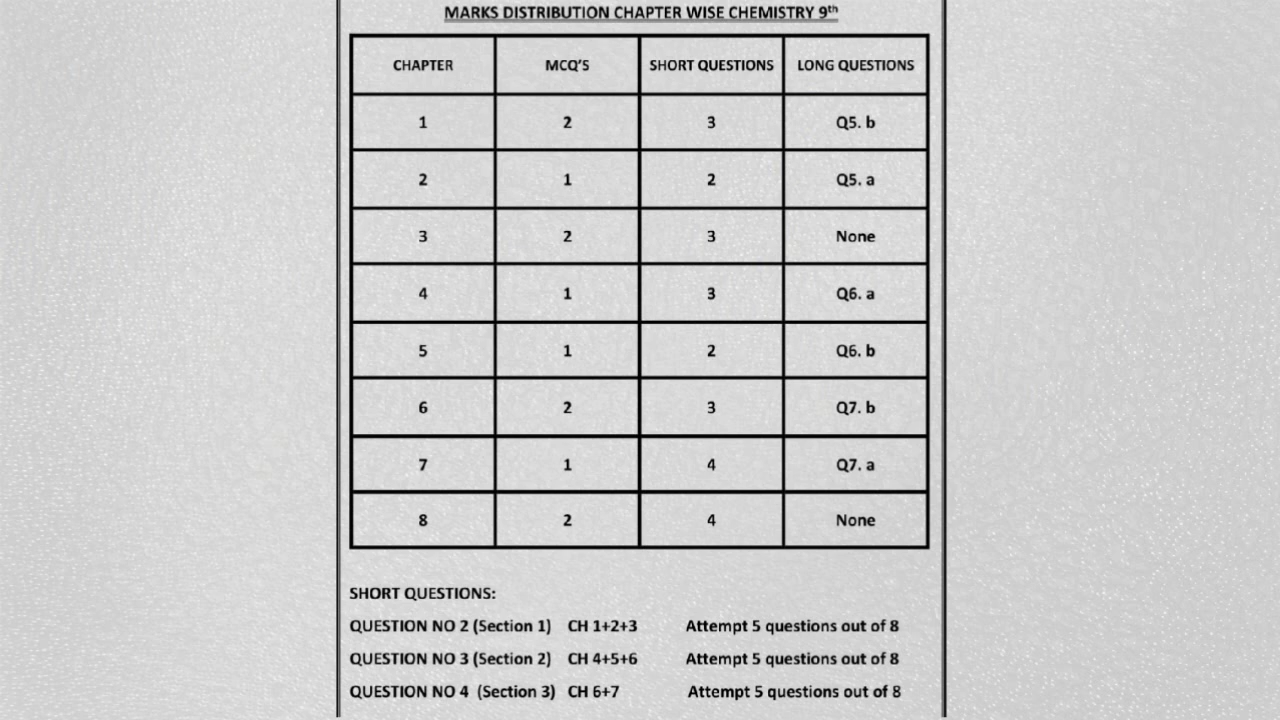 MARKS DISTRIBUTION CHAPTER WISE CHEMISTRY 9th
CHAPTER MCQ'S SHORT QUESTIONS LONG QUESTIONS
1 2 3 Q5. b
2 1 2 Q5. a
3 2 3 None
4 1 3 Q6. a
5 1 2 Q6. b
6 2 3 Q7. b
7 1 4 Q7. a
8 2 4 None
SHORT QUESTIONS:
QUESTION NO 2 (Section 1) CH 1+2+3 Attempt 5 questions out of 8
QUESTION NO 3 (Section 2) CH 4+5+6 Attempt 5 questions out of 8
QUESTION NO 4 (Section 3) CH 6+7 Attempt 5 questions out of 8